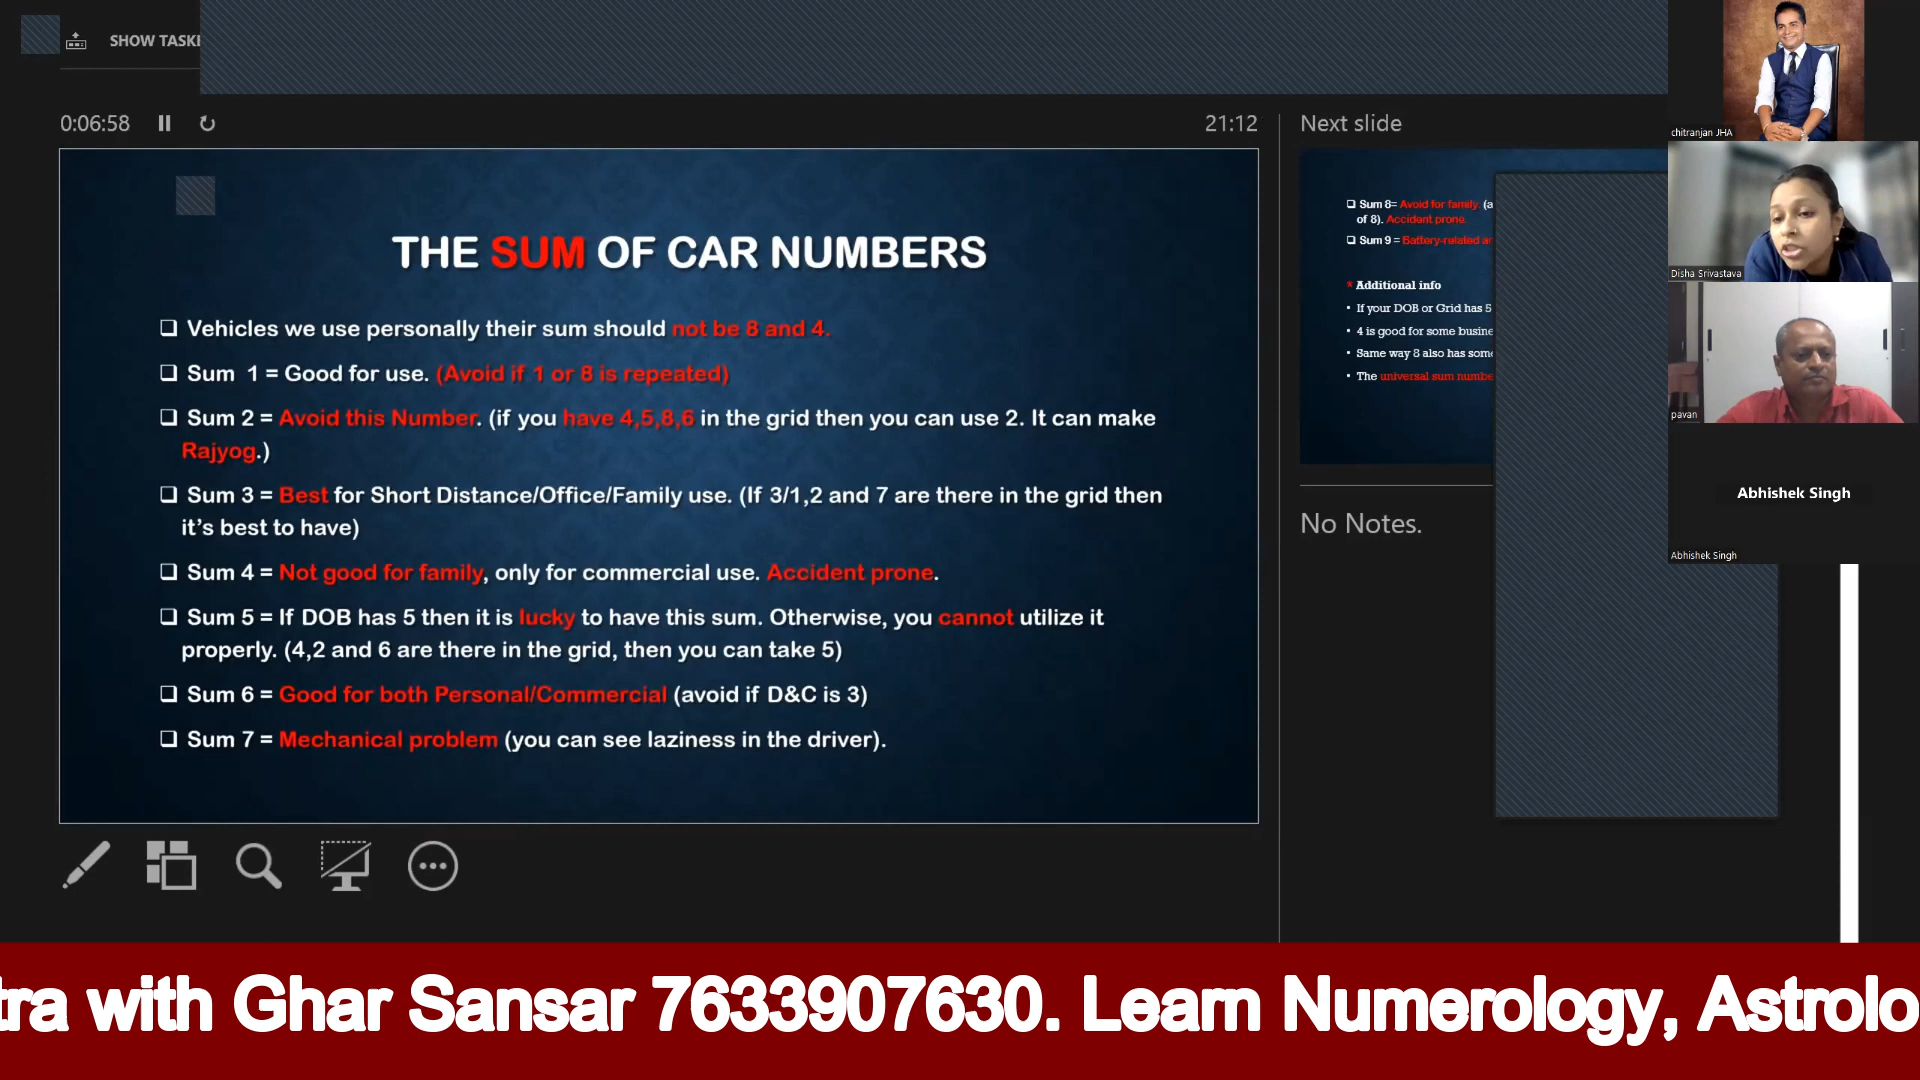 SHOW TASK
0:06:58
21:12
Next slide
THE SUM OF CAR NUMBERS
❑ Vehicles we use personally their sum should not be 8 and 4.
❑ Sum 1 = Good for use. (Avoid if 1 or 8 is repeated)
❑ Sum 2 = Avoid this Number. (if you have 4,5,8,6 in the grid then you can use 2. It can make
Rajyog.)
❑ Sum 3 = Best for Short Distance/Office/Family use. (If 3/1,2 and 7 are there in the grid then
it's best to have)
❑ Sum 4 = Not good for family, only for commercial use. Accident prone.
❑ Sum 5 = If DOB has 5 then it is lucky to have this sum. Otherwise, you cannot utilize it
properly. (4,2 and 6 are there in the grid, then you can take 5)
❑ Sum 6 = Good for both Personal/Commercial (avoid if D&C is 3)
❑ Sum 7 = Mechanical problem (you can see laziness in the driver).
❑ Sum 8= Avoid for family. (a
of 8). Accident prone.
❑ Sum 9 = Battery-related
* Additional info
• If your DOB or Grid has 5
• 4 is good for some busine
• Same way 8 also has some
• The universal sum numbe
No Notes.
chitranjan JHA
Disha Srivastava
pavan
Abhishek Singh
Abhishek Singh
tra with Ghar Sansar 7633907630. Learn Numerology, Astrolo